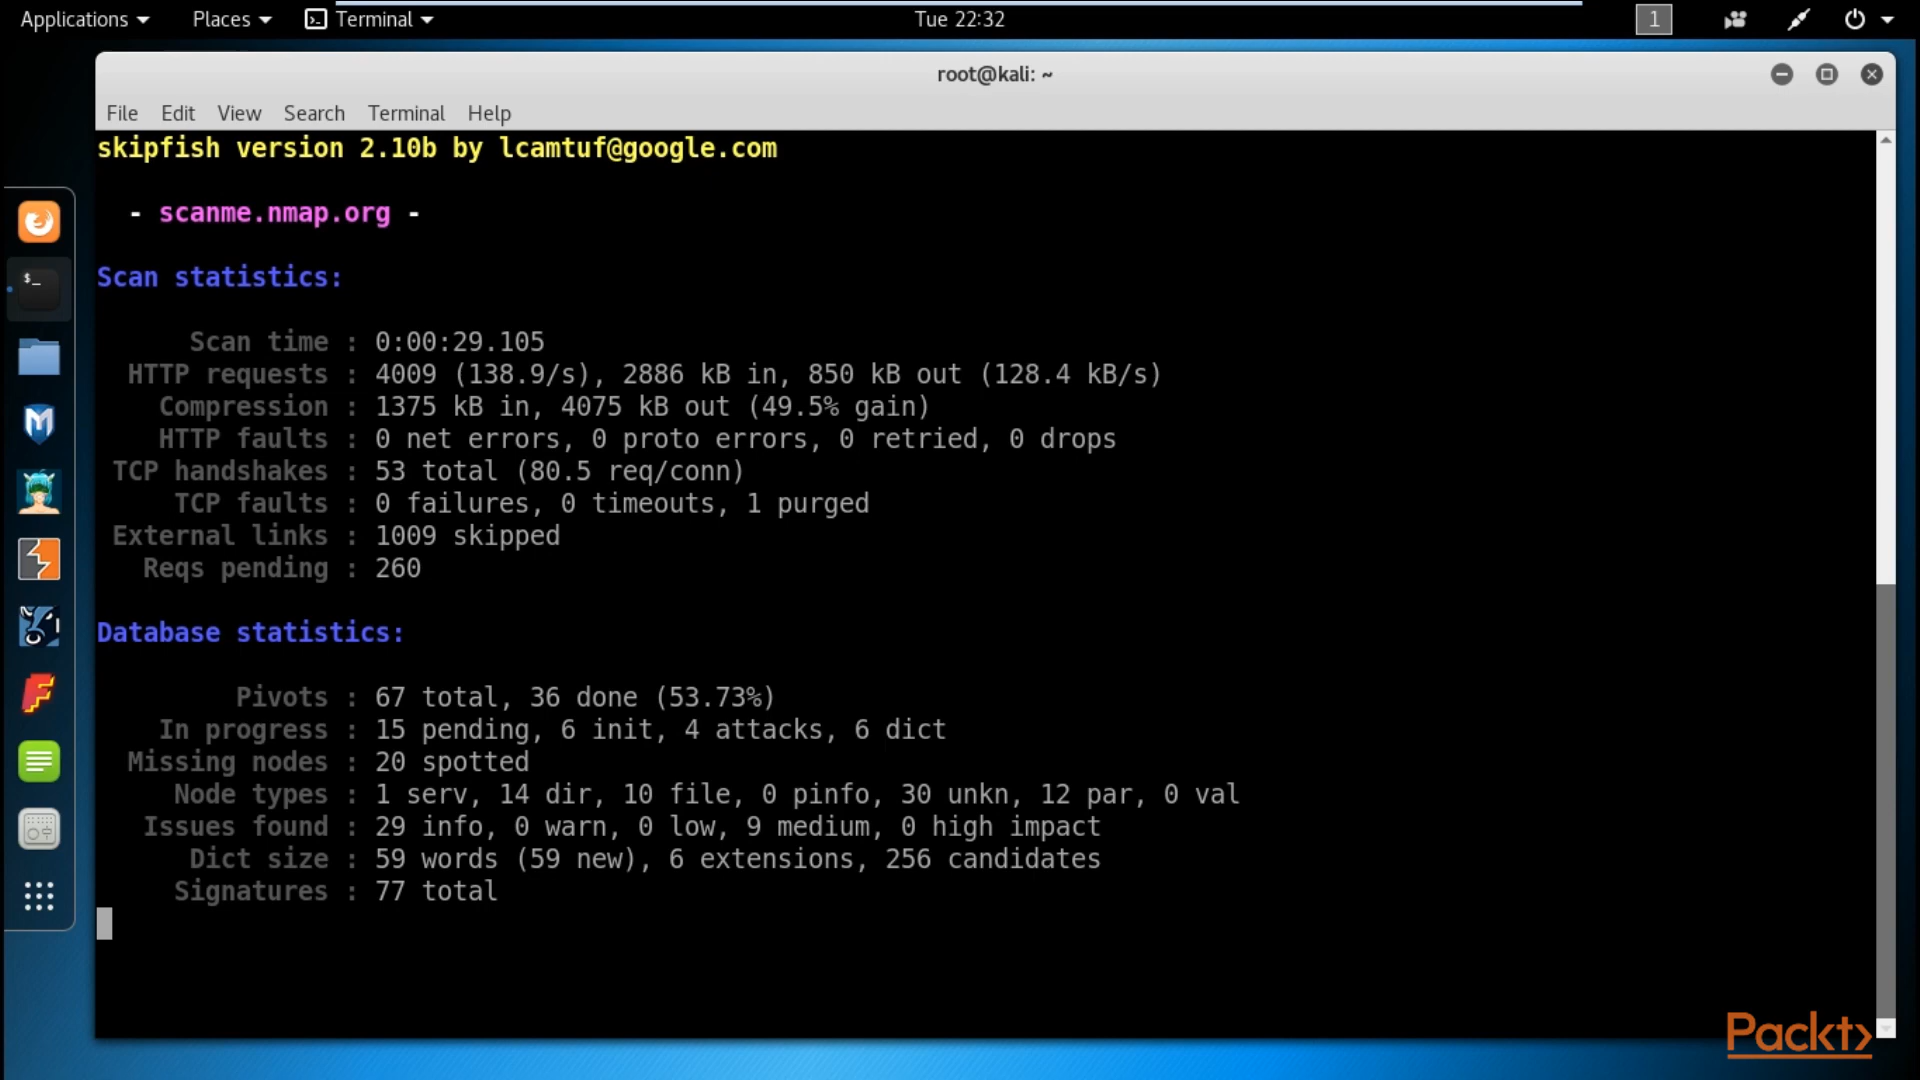 Applications Places Terminal Tue 22:32 1
root@kali: ~
File Edit View Search Terminal Help
skipfish version 2.10b by lcamtuf@google.com
- scanme.nmap.org -
Scan statistics:
Scan time : 0:00:29.105
HTTP requests : 4009 (138.9/s), 2886 kB in, 850 kB out (128.4 kB/s)
Compression : 1375 kB in, 4075 kB out (49.5% gain)
HTTP faults : 0 net errors, 0 proto errors, 0 retried, 0 drops
TCP handshakes : 53 total (80.5 req/conn)
TCP faults : 0 failures, 0 timeouts, 1 purged
External links : 1009 skipped
Reqs pending : 260
Database statistics:
Pivots : 67 total, 36 done (53.73%)
In progress : 15 pending, 6 init, 4 attacks, 6 dict
Missing nodes : 20 spotted
Node types : 1 serv, 14 dir, 10 file, 0 pinfo, 30 unkn, 12 par, 0 val
Issues found : 29 info, 0 warn, 0 low, 9 medium, 0 high impact
Dict size : 59 words (59 new), 6 extensions, 256 candidates
Signatures : 77 total
$_
M
F
Packt>